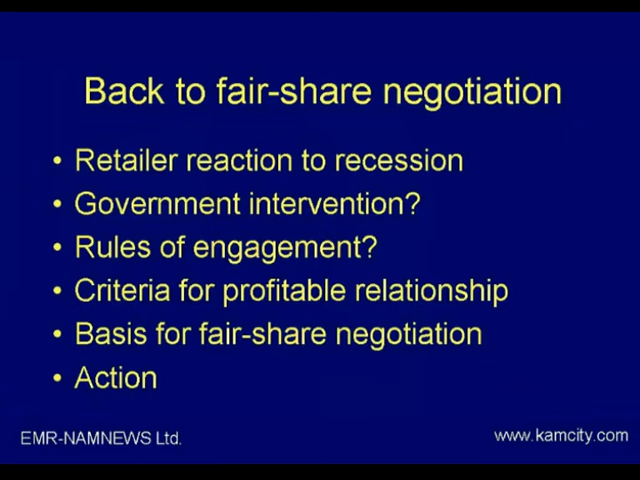 Back to fair-share negotiation
• Retailer reaction to recession
• Government intervention?
• Rules of engagement?
• Criteria for profitable relationship
• Basis for fair-share negotiation
• Action
EMR-NAMNEWS Ltd.
www.kamcity.com